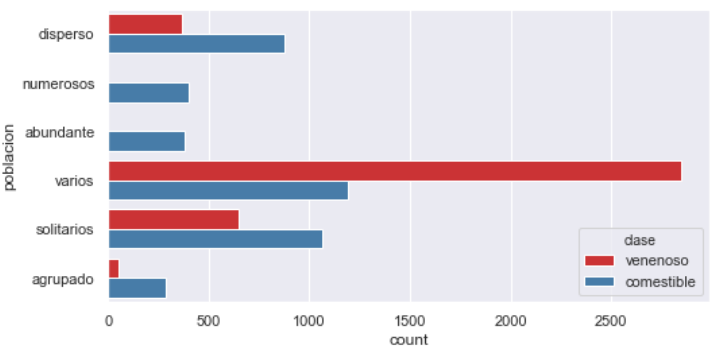 disperso
numerosos
abundante
varios
solitarios
agrupado
poblacion
0 500 1000 1500 2000 2500
count
clase
venenoso
comestible